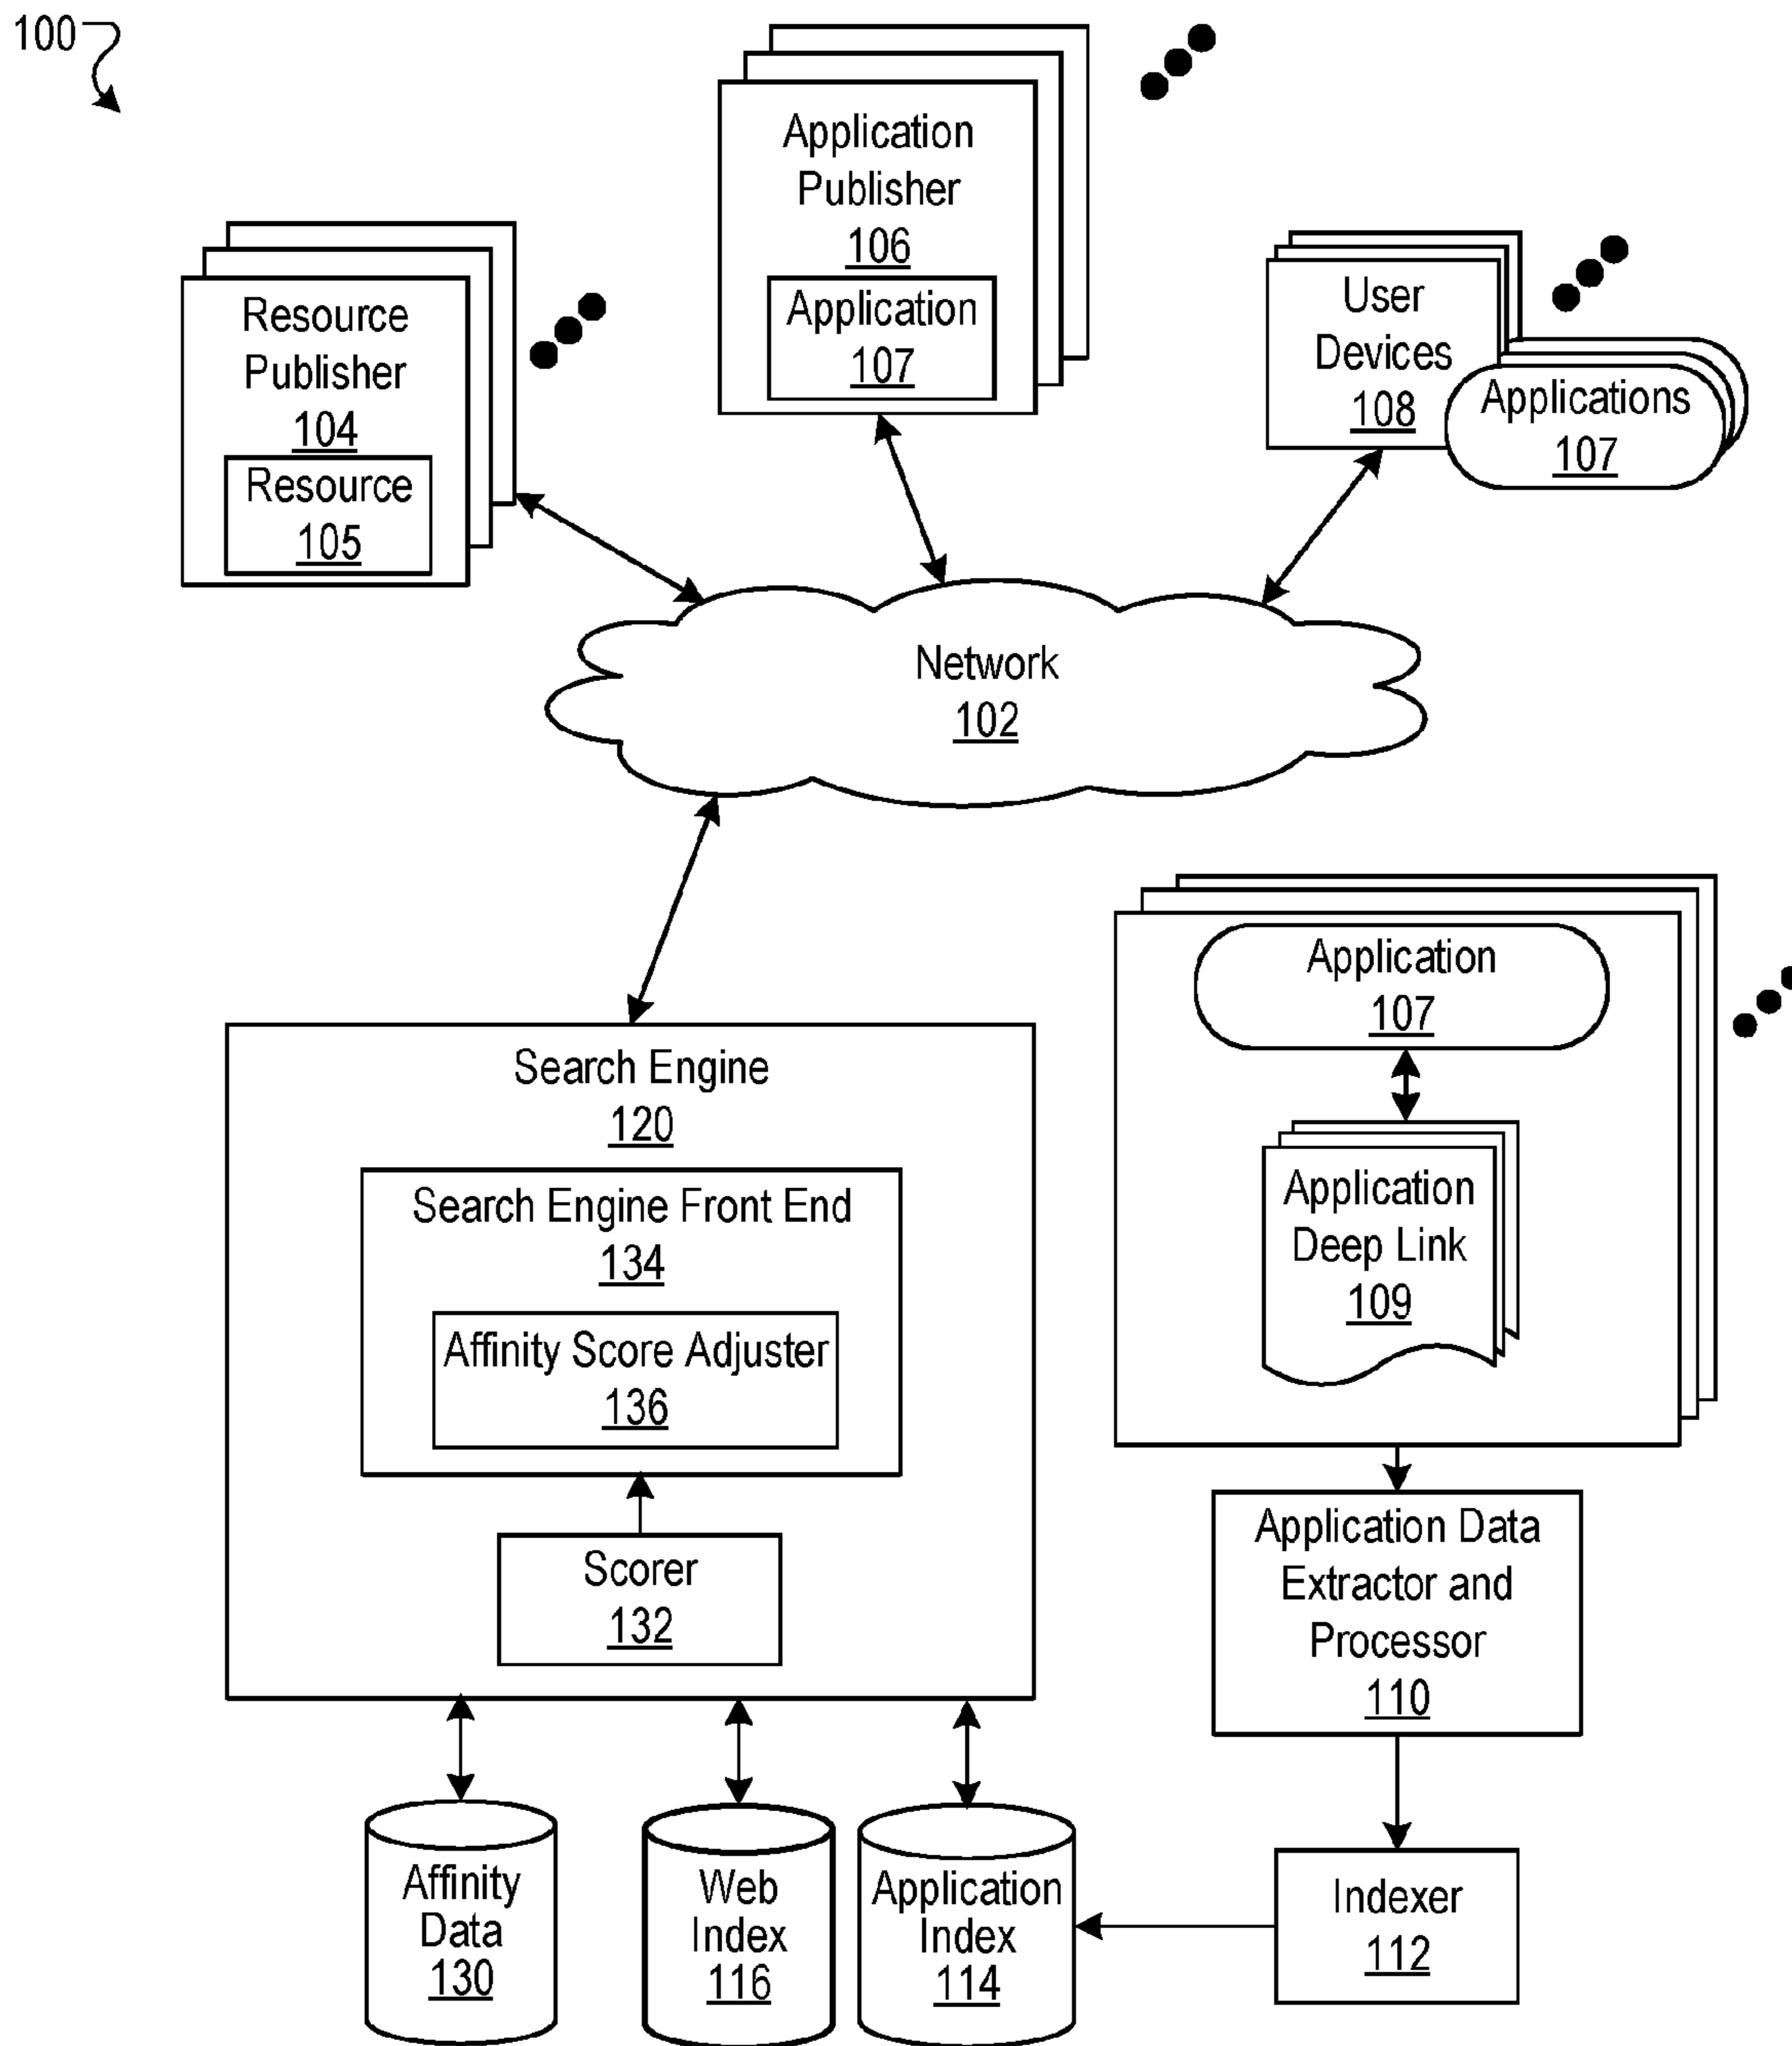 100
Application
Publisher
106
Application
107
Resource
Publisher
104
Resource
105
User
Devices
108
Applications
107
Network
102
Application
107
Application
Deep Link
109
Search Engine
120
Search Engine Front End
134
Affinity Score Adjuster
136
Scorer
132
Application Data
Extractor and
Processor
110
Affinity
Data
130
Web
Index
116
Application
Index
114
Indexer
112